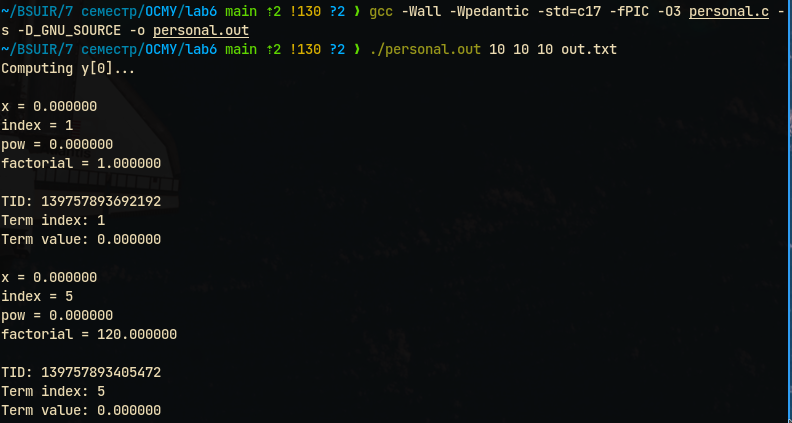 ~/BSUIR/7 семестр/OCMY/lab6 main ⇡2 !130 ?2 ❯ gcc -Wall -Wpedantic -std=c17 -fPIC -O3 personal.c -
s -D_GNU_SOURCE -o personal.out
~/BSUIR/7 семестр/OCMY/lab6 main ⇡2 !130 ?2 ❯ ./personal.out 10 10 10 out.txt
Computing y[0]...
x = 0.000000
index = 1
pow = 0.000000
factorial = 1.000000
TID: 139757893692192
Term index: 1
Term value: 0.000000
x = 0.000000
index = 5
pow = 0.000000
factorial = 120.000000
TID: 139757893405472
Term index: 5
Term value: 0.000000